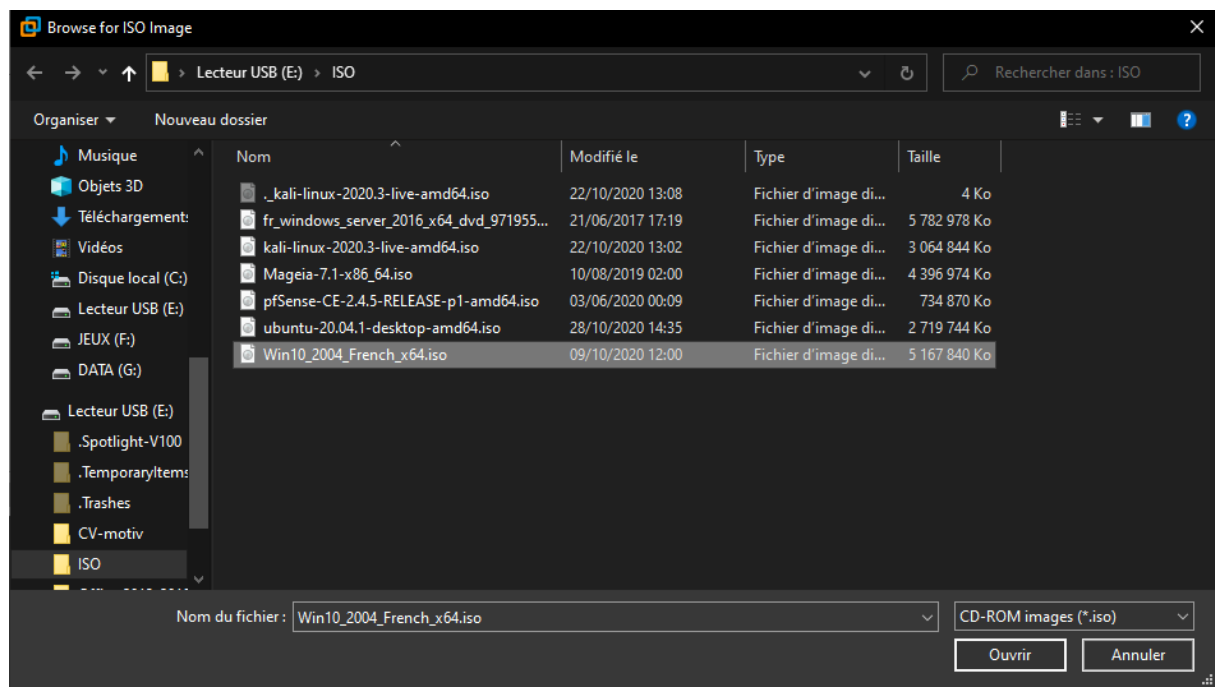 Browse for ISO Image
Lecteur USB (E:) > ISO
Rechercher dans : ISO
Organiser Nouveau dossier
Musique
Objets 3D
Téléchargements
Vidéos
Disque local (C:)
Lecteur USB (E:)
JEUX (F:)
DATA (G:)
Lecteur USB (E:)
.Spotlight-V100
.TemporaryItems
.Trashes
CV-motiv
ISO
Nom Modifié le Type Taille
._kali-linux-2020.3-live-amd64.iso 22/10/2020 13:08 Fichier d'image di... 4 Ko
fr_windows_server_2016_x64_dvd_971955... 21/06/2017 17:19 Fichier d'image di... 5 782 978 Ko
kali-linux-2020.3-live-amd64.iso 22/10/2020 13:02 Fichier d'image di... 3 064 844 Ko
Mageia-7.1-x86_64.iso 10/08/2019 02:00 Fichier d'image di... 4 396 974 Ko
pfSense-CE-2.4.5-RELEASE-p1-amd64.iso 03/06/2020 00:09 Fichier d'image di... 734 870 Ko
ubuntu-20.04.1-desktop-amd64.iso 28/10/2020 14:35 Fichier d'image di... 2 719 744 Ko
Win10_2004_French_x64.iso 09/10/2020 12:00 Fichier d'image di... 5 167 840 Ko
Nom du fichier : Win10_2004_French_x64.iso CD-ROM images (*.iso)
Ouvrir Annuler